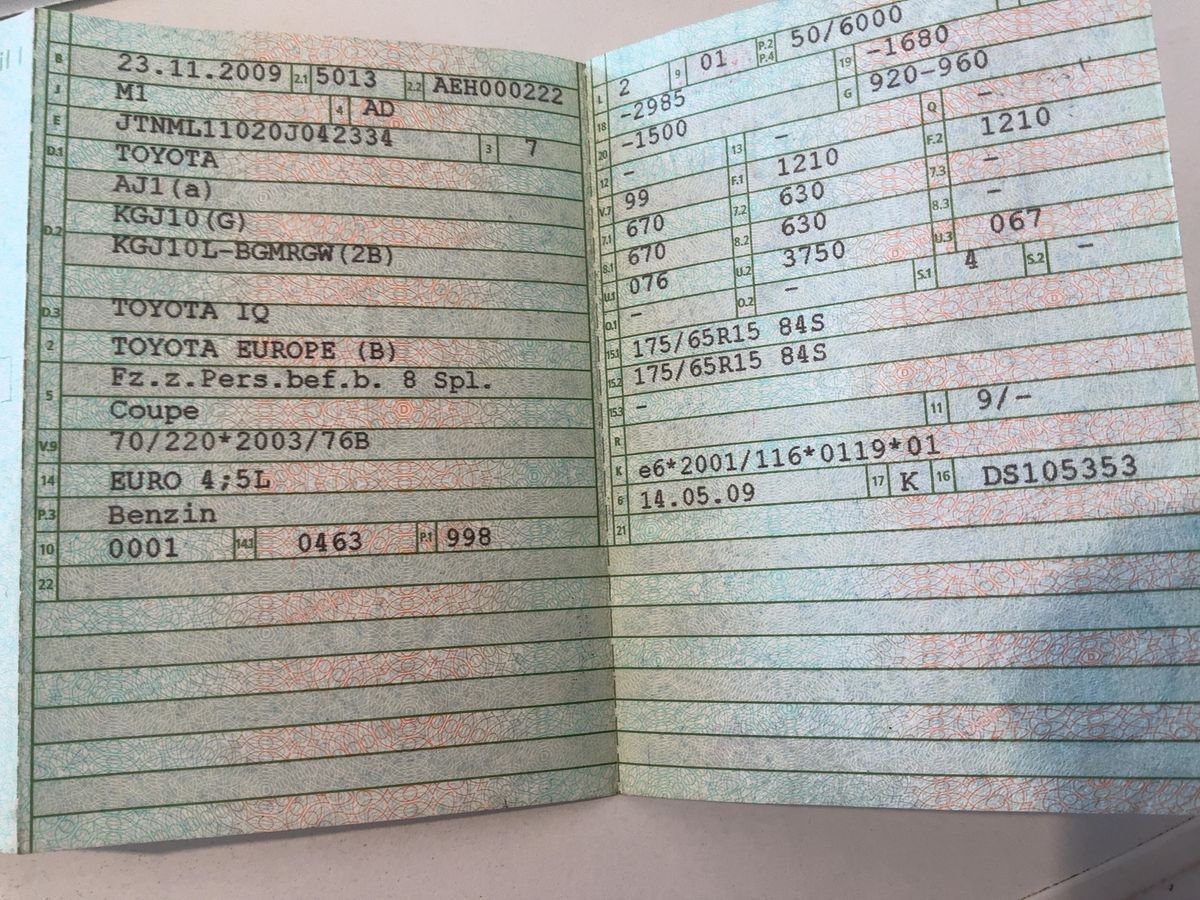 B 23.11.2009 2.1 5013 2.2 AEH000222
J M1 4 AD
E JTNML11020J042334 3 7
D.1 TOYOTA
AJ1(a)
D.2 KGJ10(G)
KGJ10L-BGMRGW(2B)
D.3 TOYOTA IQ
2 TOYOTA EUROPE (B)
5 Fz.z.Pers.bef.b. 8 Spl.
Coupe
V.9 70/220*2003/76B
14 EURO 4;5L
P.3 Benzin
10 0001 14.1 0463 P.1 998
22
L 2 9 01 P.2 P.4 50/6000
18 -2985 19 -1680
20 -1500 G 920-960
12 - 13 - Q -
V.7 99 F.1 1210 F.2 1210
7.1 670 7.2 630 7.3 -
8.1 670 8.2 630 8.3 -
U.1 076 U.2 3750 U.3 067
O.1 - O.2 - S.1 4 S.2 -
15.1 175/65R15 84S
15.2 175/65R15 84S
15.3 -
R 11 9/-
K e6*2001/116*0119*01
6 14.05.09 17 K 16 DS105353
21